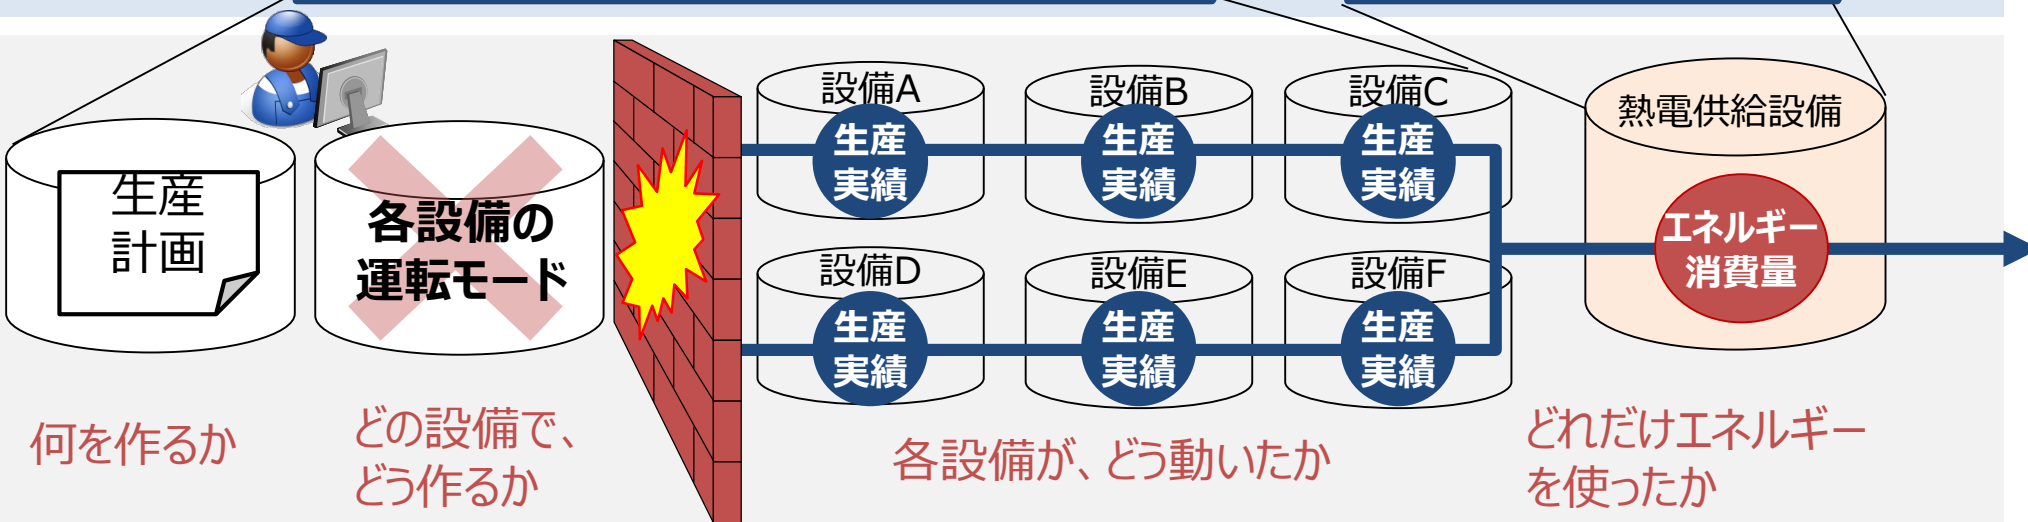 生産
計画
各設備の
運転モード
設備A
生産
実績
設備B
生産
実績
設備C
生産
実績
設備D
生産
実績
設備E
生産
実績
設備F
生産
実績
熱電供給設備
エネルギー
消費量
何を作るか
どの設備で、
どう作るか
各設備が、どう動いたか
どれだけエネルギー
を使ったか